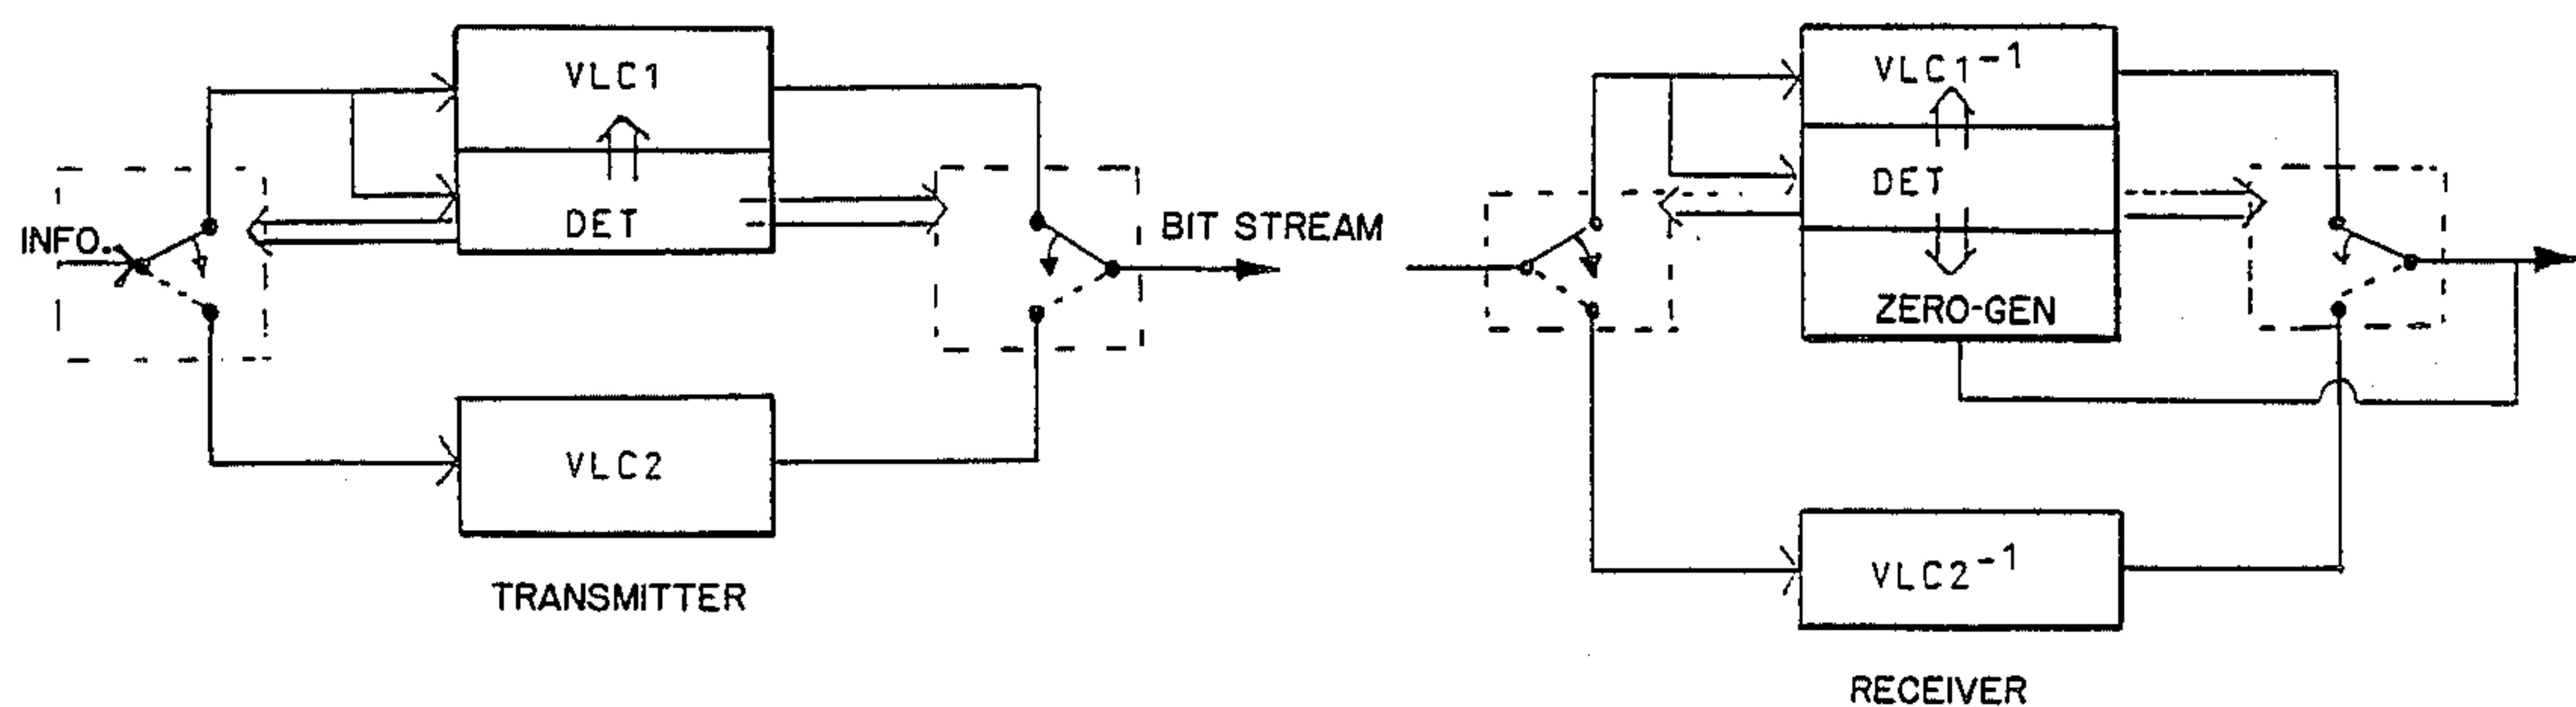 VLC1
DET
INFO.
BIT STREAM
VLC2
TRANSMITTER
VLC1⁻¹
DET
ZERO-GEN
VLC2⁻¹
RECEIVER